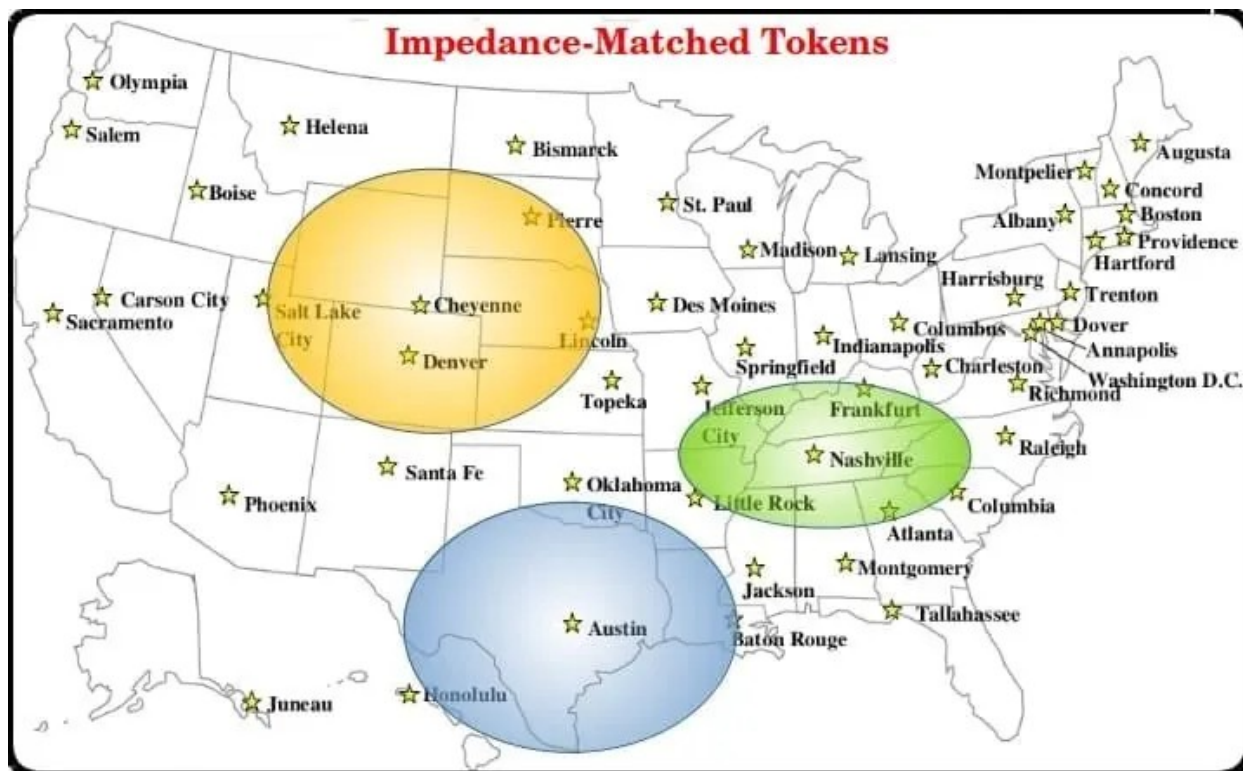 Impedance-Matched Tokens
Olympia
Salem
Helena
Bismarck
Boise
Pierre
St. Paul
Madison
Lansing
Montpelier
Augusta
Concord
Albany
Boston
Providence
Hartford
Harrisburg
Trenton
Carson City
Sacramento
Salt Lake
City
Cheyenne
Denver
Lincoln
Des Moines
Springfield
Indianapolis
Columbus
Dover
Annapolis
Washington D.C.
Charleston
Richmond
Topeka
Jefferson
City
Frankfurt
Raleigh
Nashville
Santa Fe
Phoenix
Oklahoma
City
Little Rock
Columbia
Atlanta
Jackson
Montgomery
Tallahassee
Austin
Baton Rouge
Juneau
Honolulu